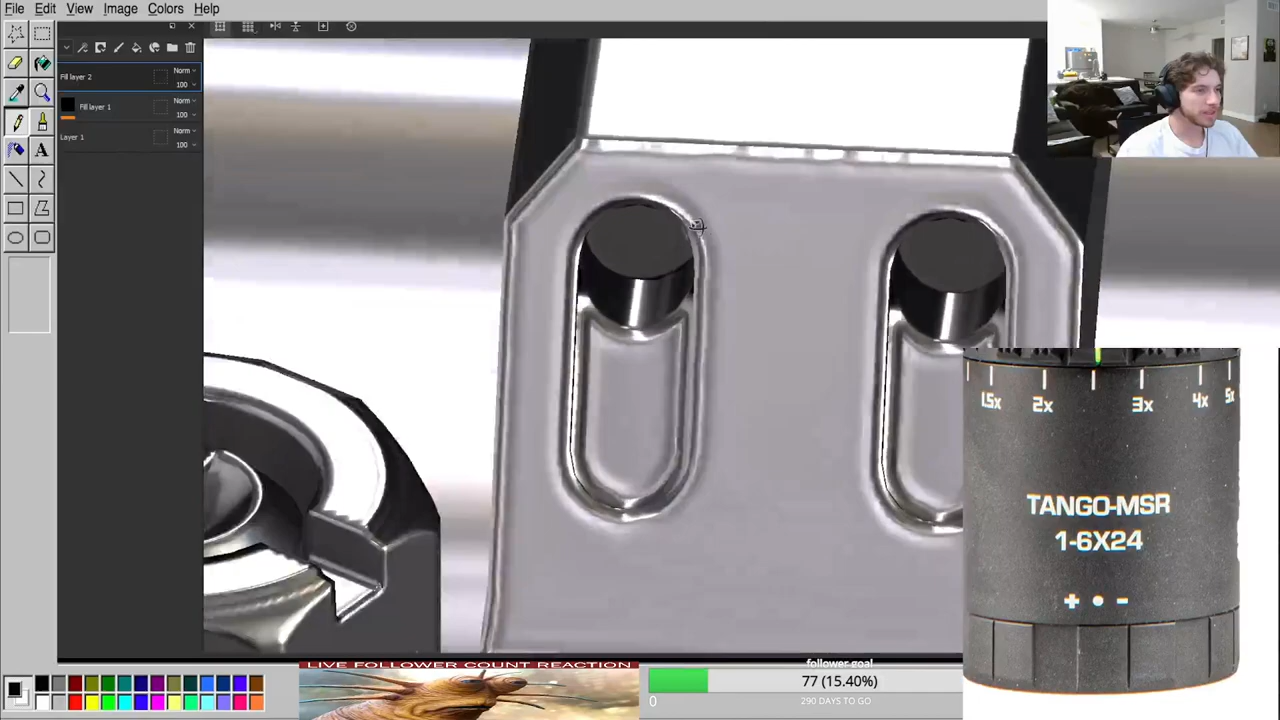 File Edit View Image Colors Help
Norm
Fill layer 2
100
Norm
Fill layer 1
100
Norm
Layer 1
100
1.5x 2x 3x 4x 5x
TANGO-MSR
1-6X24
+ • -
LIVE FOLLOWER COUNT REACTION
follower goal
77 (15.40%)
0
290 DAYS TO GO